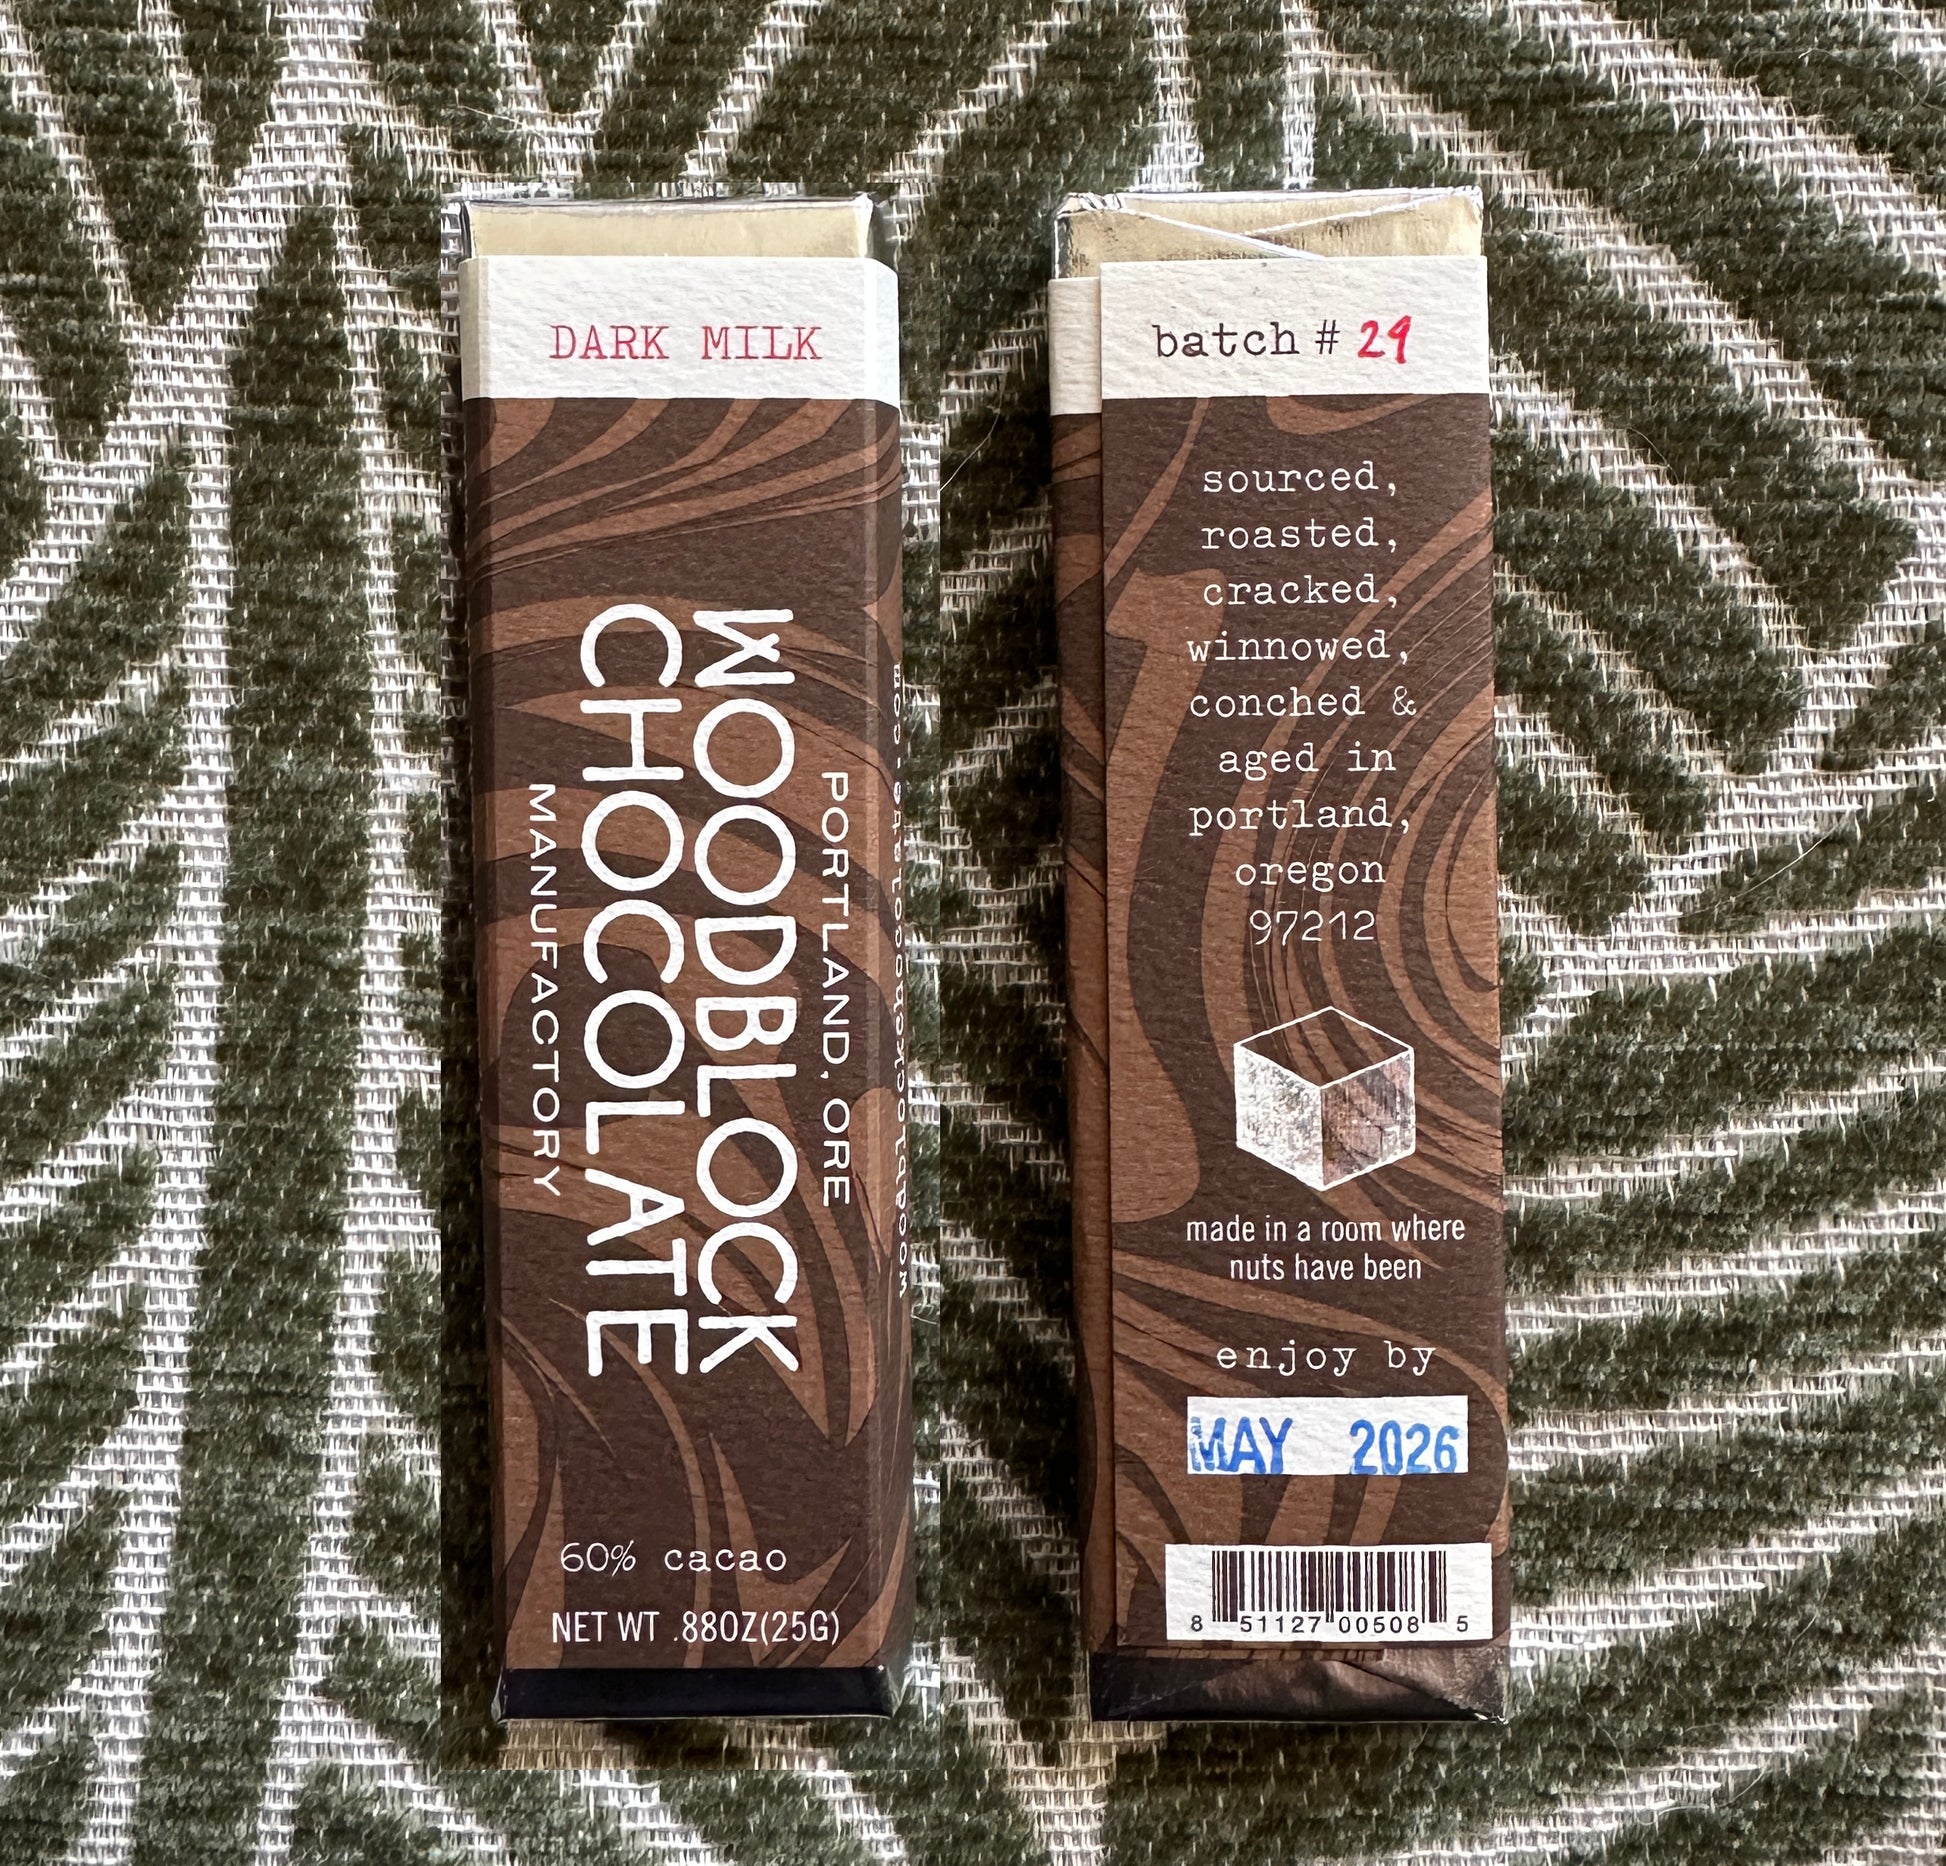 DARK MILK
PORTLAND, ORE
WOODBLOCK
CHOCOLATE
MANUFACTORY
60% cacao
NET WT .88OZ(25G)
batch # 29
sourced,
roasted,
cracked,
winnowed,
conched &
aged in
portland,
oregon
97212
made in a room where
nuts have been
enjoy by
MAY 2026
8 51127 00508 5